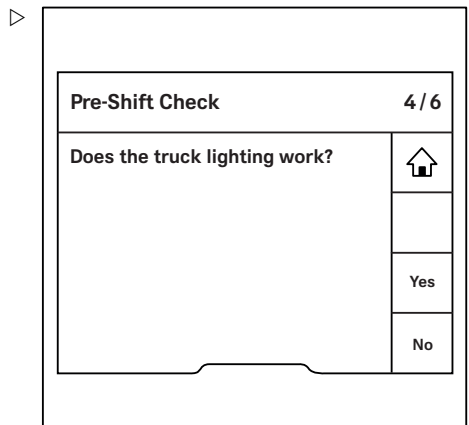 Pre-Shift Check 4/6
Does the truck lighting work?
Yes
No